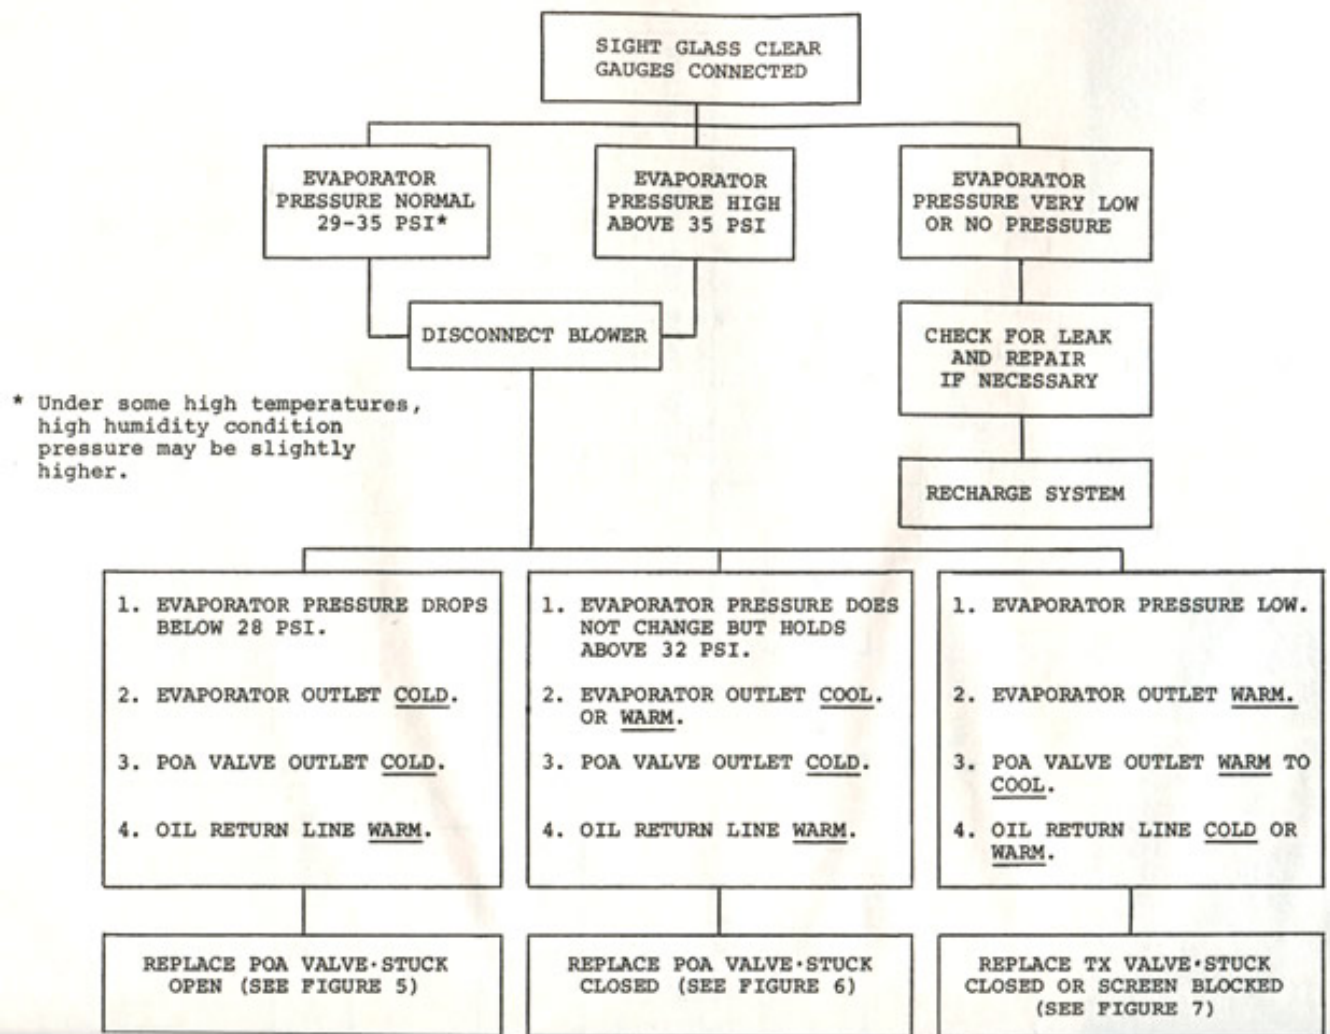 SIGHT GLASS CLEAR
GAUGES CONNECTED
EVAPORATOR
PRESSURE NORMAL
29-35 PSI*
EVAPORATOR
PRESSURE HIGH
ABOVE 35 PSI
EVAPORATOR
PRESSURE VERY LOW
OR NO PRESSURE
DISCONNECT BLOWER
CHECK FOR LEAK
AND REPAIR
IF NECESSARY
* Under some high temperatures,
high humidity condition
pressure may be slightly
higher.
RECHARGE SYSTEM
1. EVAPORATOR PRESSURE DROPS
BELOW 28 PSI.
2. EVAPORATOR OUTLET COLD.
3. POA VALVE OUTLET COLD.
4. OIL RETURN LINE WARM.
1. EVAPORATOR PRESSURE DOES
NOT CHANGE BUT HOLDS
ABOVE 32 PSI.
2. EVAPORATOR OUTLET COOL.
OR WARM.
3. POA VALVE OUTLET COLD.
4. OIL RETURN LINE WARM.
1. EVAPORATOR PRESSURE LOW.
2. EVAPORATOR OUTLET WARM.
3. POA VALVE OUTLET WARM TO
COOL.
4. OIL RETURN LINE COLD OR
WARM.
REPLACE POA VALVE·STUCK
OPEN (SEE FIGURE 5)
REPLACE POA VALVE·STUCK
CLOSED (SEE FIGURE 6)
REPLACE TX VALVE·STUCK
CLOSED OR SCREEN BLOCKED
(SEE FIGURE 7)